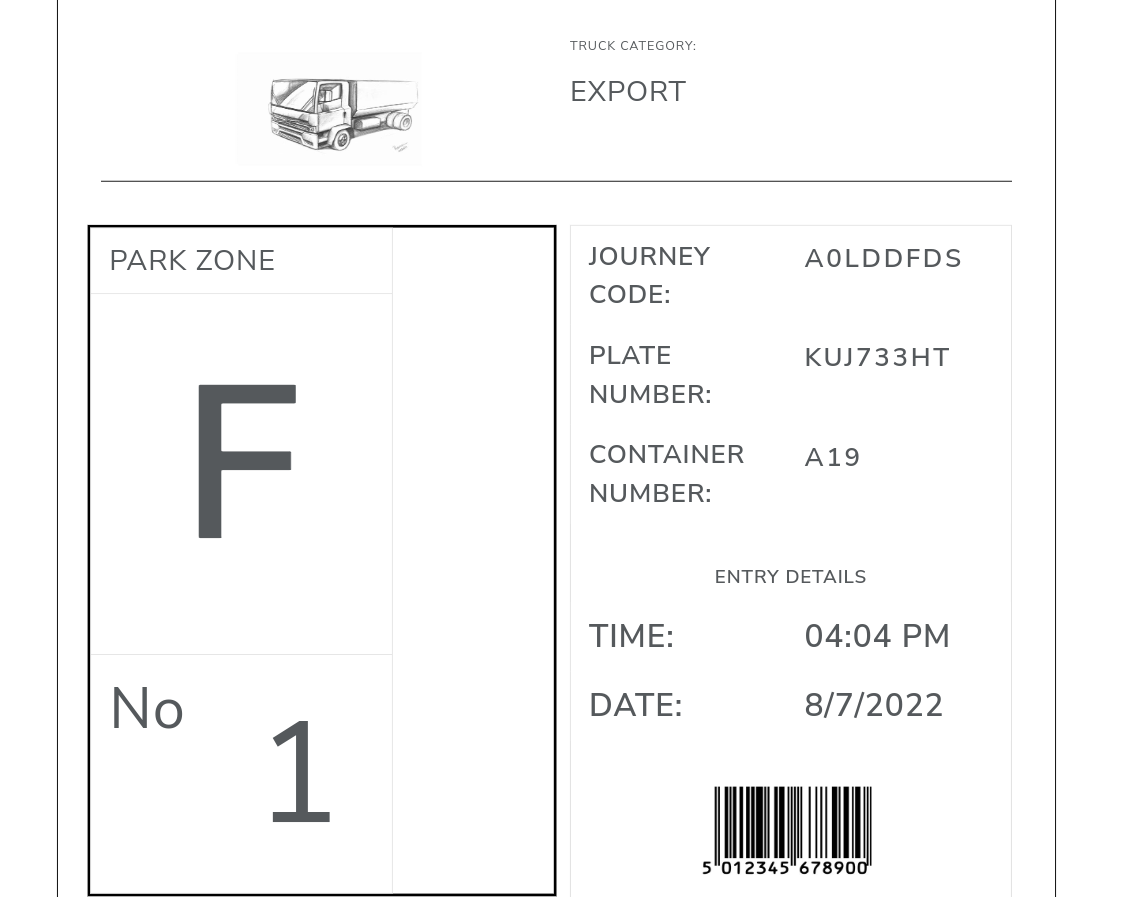 TRUCK CATEGORY:
EXPORT
PARK ZONE
F
No
1
JOURNEY CODE:
A0LDDFDS
PLATE NUMBER:
KUJ733HT
CONTAINER NUMBER:
A19
ENTRY DETAILS
TIME: 04:04 PM
DATE: 8/7/2022
5 012345 678900